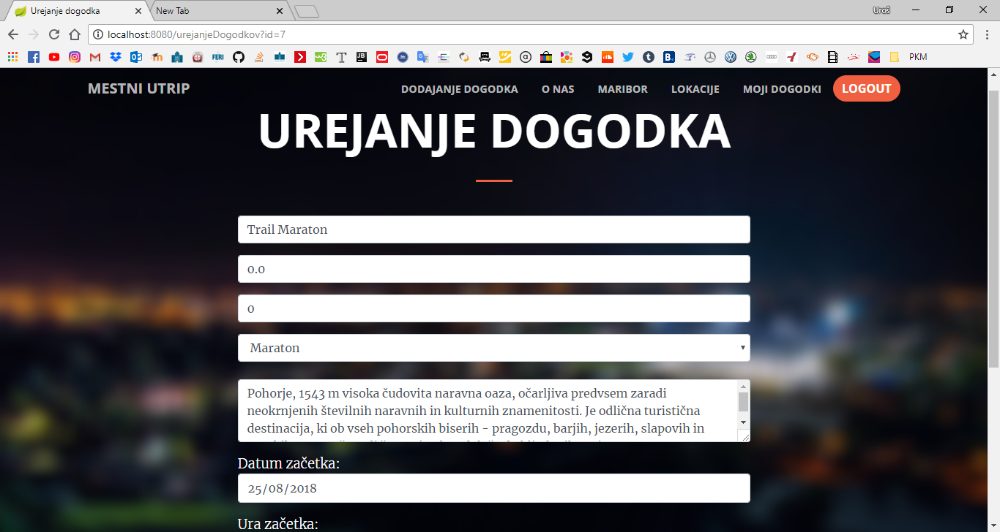 Urejanje dogodka
New Tab
Uroš
localhost:8080/urejanjeDogodkov?id=7
FERI
w3
JB
B.
PKM
MESTNI UTRIP
DODAJANJE DOGODKA
O NAS
MARIBOR
LOKACIJE
MOJI DOGODKI
LOGOUT
UREJANJE DOGODKA
Trail Maraton
0.0
0
Maraton
Pohorje, 1543 m visoka čudovita naravna oaza, očarljiva predvsem zaradi
neokrnjenih številnih naravnih in kulturnih znamenitosti. Je odlična turistična
destinacija, ki ob vseh pohorskih biserih - pragozdu, barjih, jezerih, slapovih in
Datum začetka:
25/08/2018
Ura začetka: